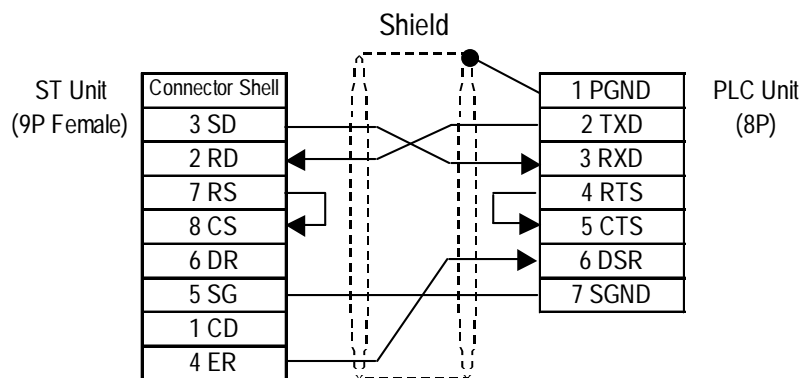 Shield
ST Unit
(9P Female)
Connector Shell
3 SD
2 RD
7 RS
8 CS
6 DR
5 SG
1 CD
4 ER
1 PGND
2 TXD
3 RXD
4 RTS
5 CTS
6 DSR
7 SGND
PLC Unit
(8P)